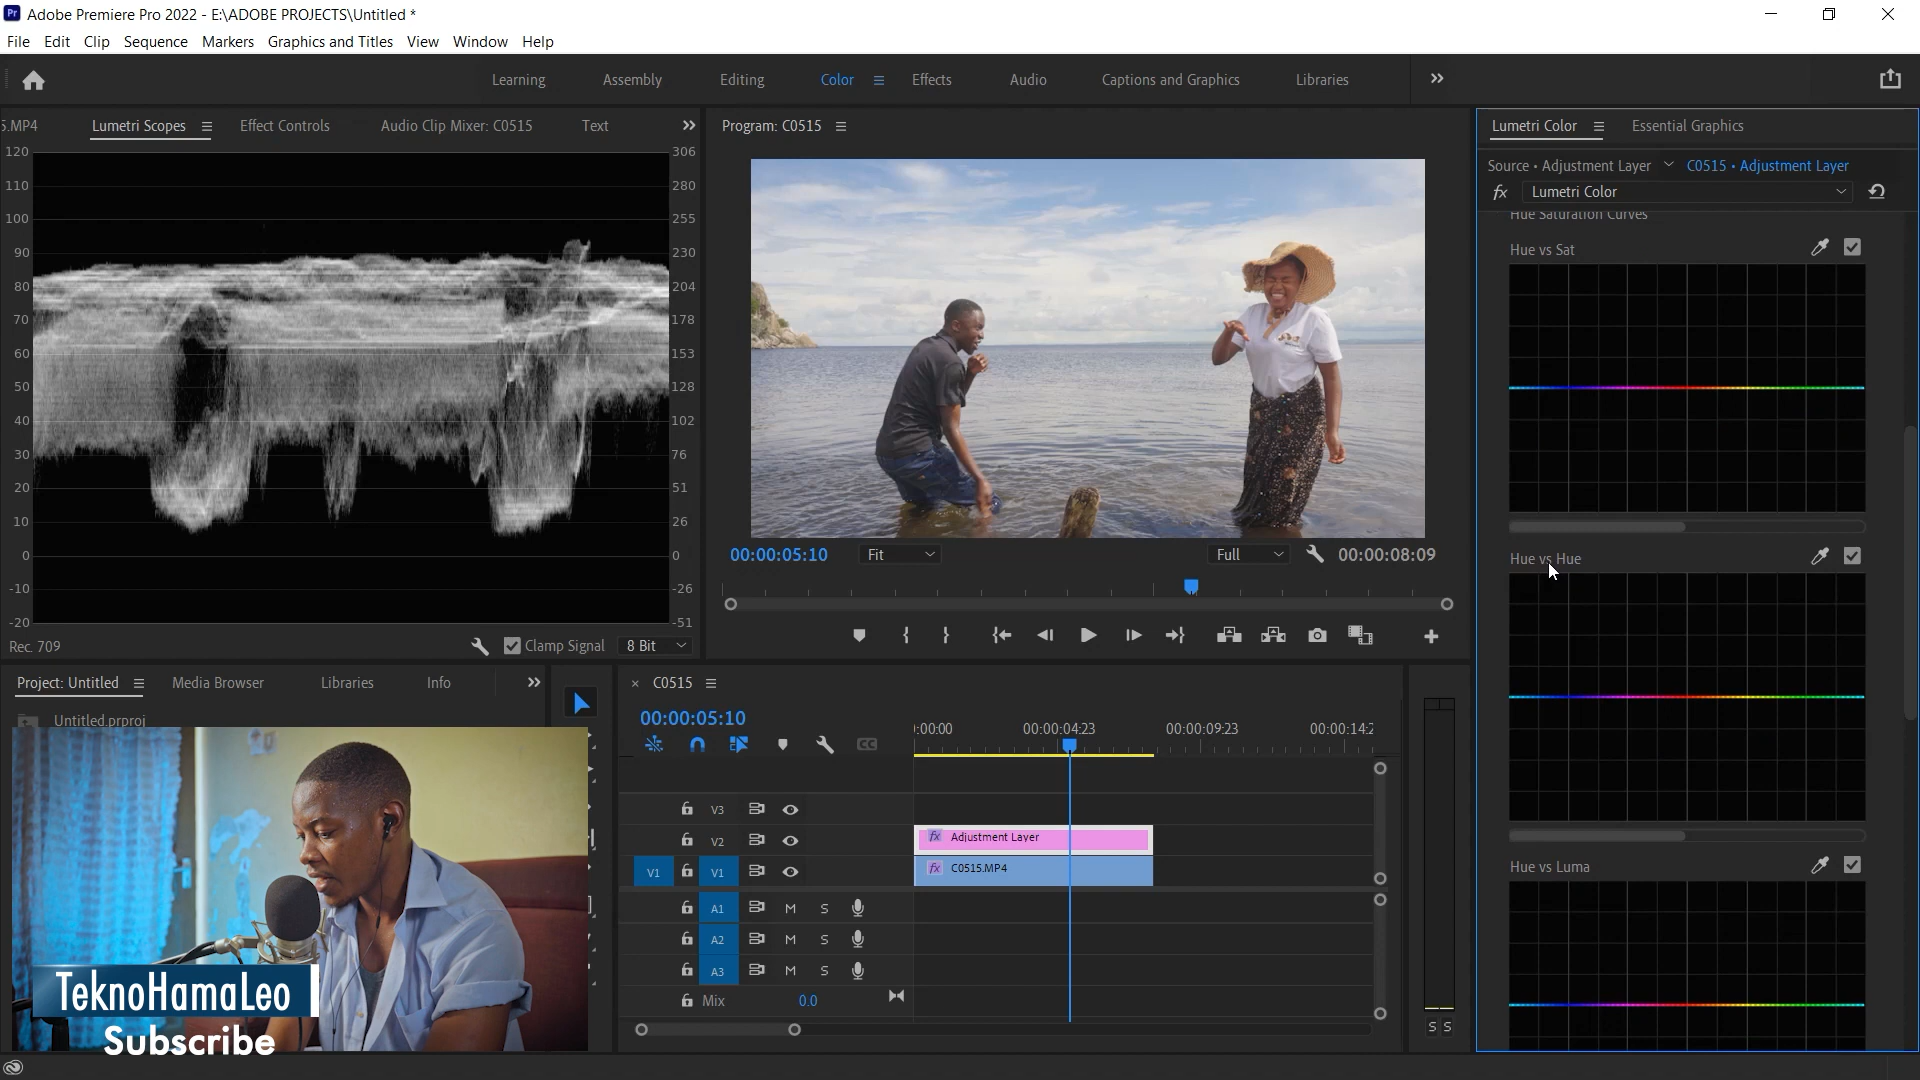 Adobe Premiere Pro 2022 - E:\ADOBE PROJECTS\Untitled *
File Edit Clip Sequence Markers Graphics and Titles View Window Help
Learning Assembly Editing Color Effects Audio Captions and Graphics Libraries
5.MP4 Lumetri Scopes Effect Controls Audio Clip Mixer: C0515 Text
Program: C0515
Lumetri Color Essential Graphics
Source • Adjustment Layer C0515 • Adjustment Layer
fx Lumetri Color
Hue Saturation Curves
Hue vs Sat
Hue vs Hue
Hue vs Luma
120 306
110 280
100 255
90 230
80 204
70 178
60 153
50 128
40 102
30 76
20 51
10 26
0 0
-10 -26
-20 -51
Rec. 709 Clamp Signal 8 Bit
00:00:05:10 Fit Full 00:00:08:09
Project: Untitled Media Browser Libraries Info
Untitled.prproj
C0515
00:00:05:10
:00:00 00:00:04:23 00:00:09:23 00:00:14:2
V3
V2 fx Adjustment Layer
V1 V1 fx C0515.MP4
A1 M S
A2 M S
A3 M S
Mix 0.0
S S
TeknoHamaLeo
Subscribe